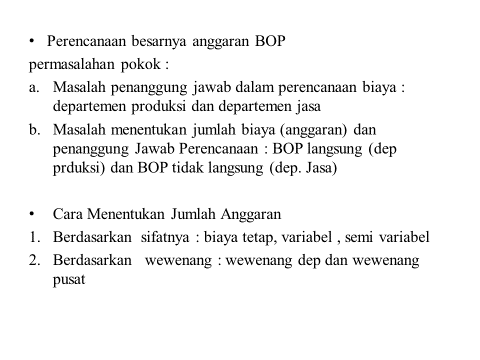 • Perencanaan besarnya anggaran BOP
permasalahan pokok :
a. Masalah penanggung jawab dalam perencanaan biaya :
departemen produksi dan departemen jasa
b. Masalah menentukan jumlah biaya (anggaran) dan
penanggung Jawab Perencanaan : BOP langsung (dep
prduksi) dan BOP tidak langsung (dep. Jasa)
• Cara Menentukan Jumlah Anggaran
1. Berdasarkan sifatnya : biaya tetap, variabel , semi variabel
2. Berdasarkan wewenang : wewenang dep dan wewenang
pusat